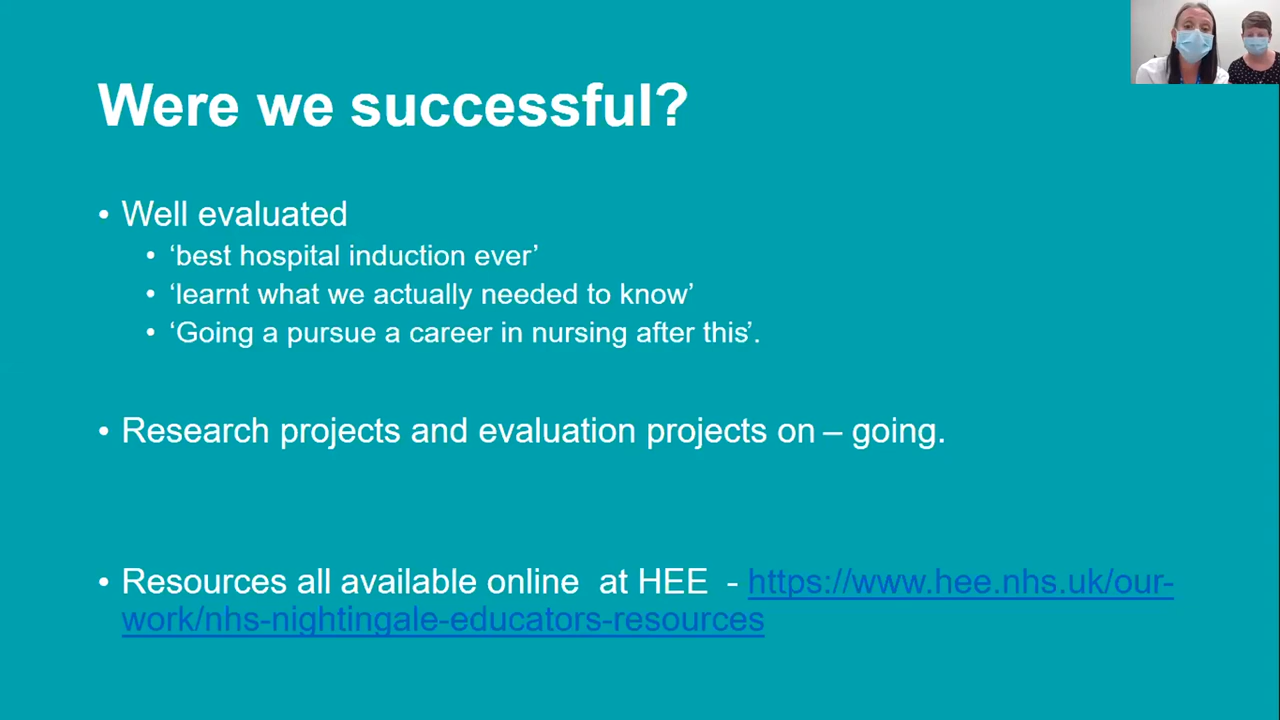 Were we successful?
• Well evaluated
• ‘best hospital induction ever’
• ‘learnt what we actually needed to know’
• ‘Going a pursue a career in nursing after this’.
• Research projects and evaluation projects on – going.
• Resources all available online  at HEE  - https://www.hee.nhs.uk/our-
work/nhs-nightingale-educators-resources